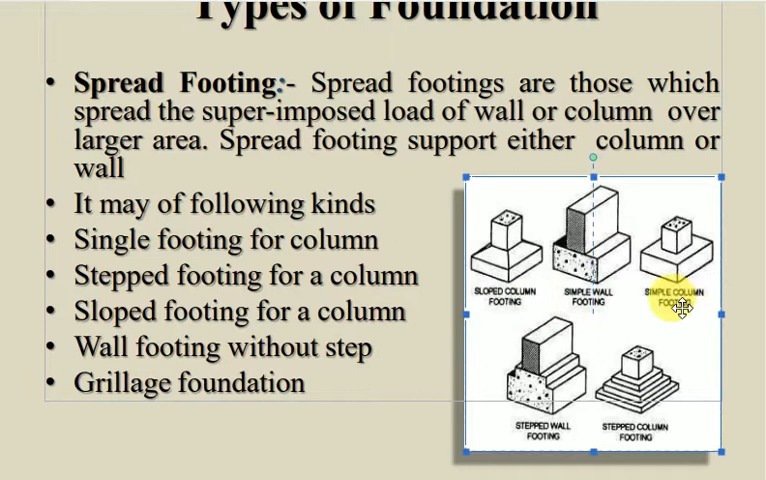 Types of Foundation
• Spread Footing:- Spread footings are those which
spread the super-imposed load of wall or column over
larger area. Spread footing support either column or
wall
• It may of following kinds
• Single footing for column
• Stepped footing for a column
• Sloped footing for a column
• Wall footing without step
• Grillage foundation
SLOPED COLUMN
FOOTING
SIMPLE WALL
FOOTING
SIMPLE COLUMN
FOOTING
STEPPED WALL
FOOTING
STEPPED COLUMN
FOOTING